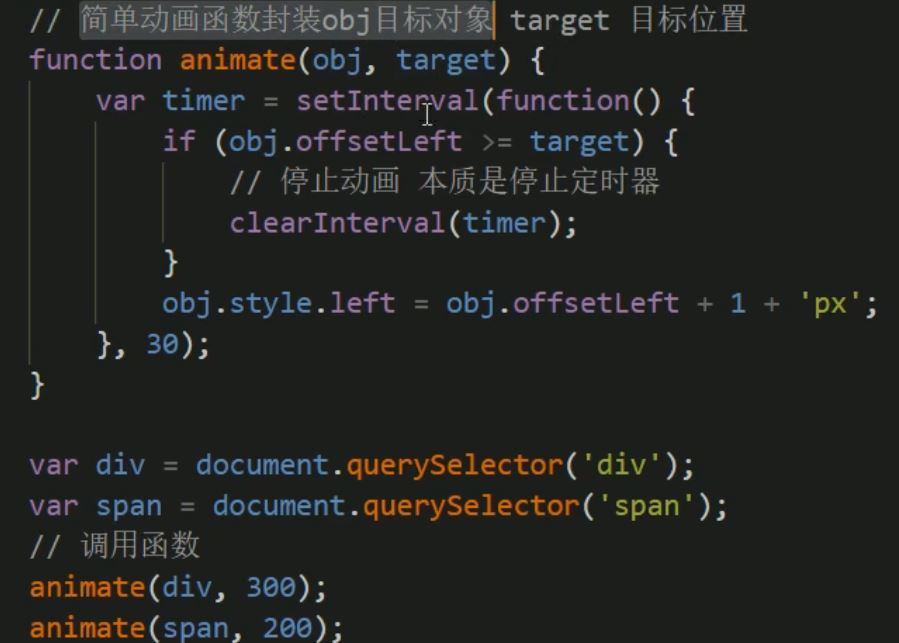 // 简单动画函数封装obj目标对象 target 目标位置
function animate(obj, target) {
var timer = setInterval(function() {
if (obj.offsetLeft >= target) {
// 停止动画 本质是停止定时器
clearInterval(timer);
}
obj.style.left = obj.offsetLeft + 1 + 'px';
}, 30);
}
var div = document.querySelector('div');
var span = document.querySelector('span');
// 调用函数
animate(div, 300);
animate(span, 200);